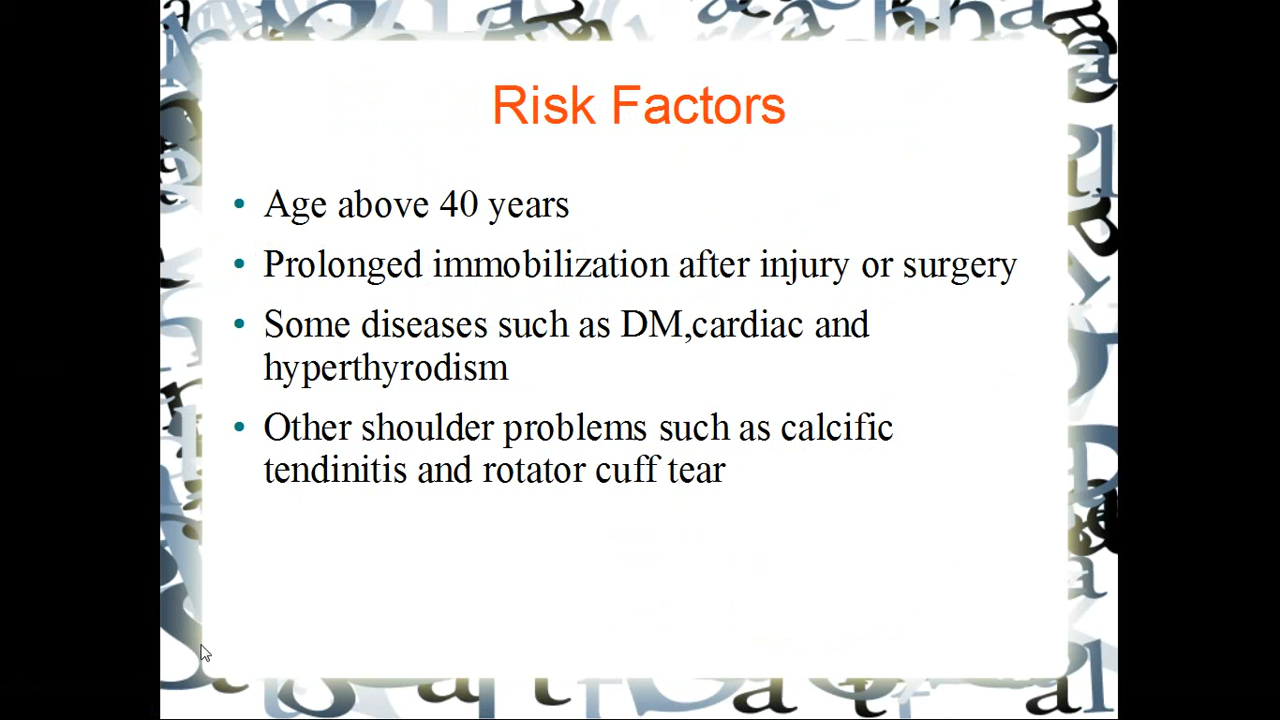 Risk Factors
• Age above 40 years
• Prolonged immobilization after injury or surgery
• Some diseases such as DM,cardiac and
hyperthyrodism
• Other shoulder problems such as calcific
tendinitis and rotator cuff tear